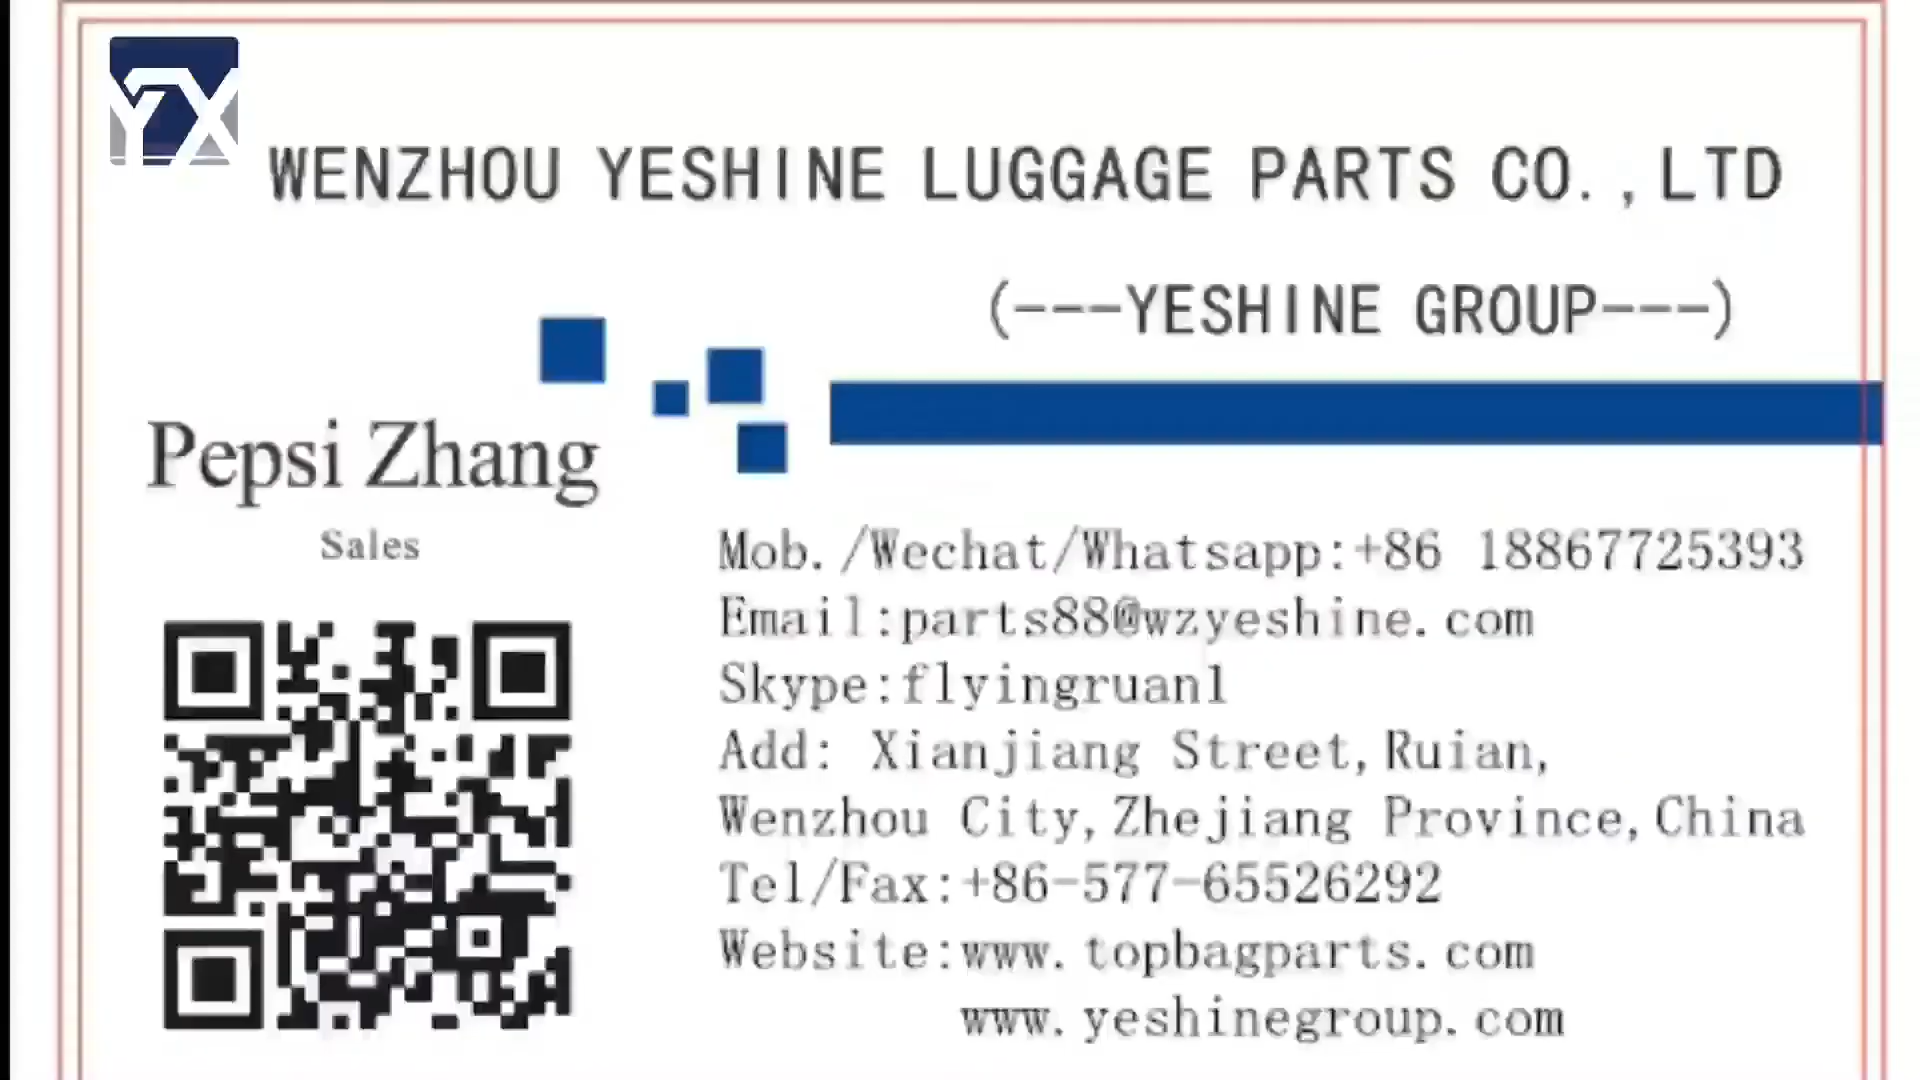 YX
WENZHOU YESHINE LUGGAGE PARTS CO.,LTD
(---YESHINE GROUP---)
Pepsi Zhang
Sales
Mob./Wechat/Whatsapp:+86 18867725393
Email:parts88@wzyeshine.com
Skype:flyingruan1
Add: Xianjiang Street,Ruian,
Wenzhou City,Zhejiang Province,China
Tel/Fax:+86-577-65526292
Website:www.topbagparts.com
www.yeshinegroup.com